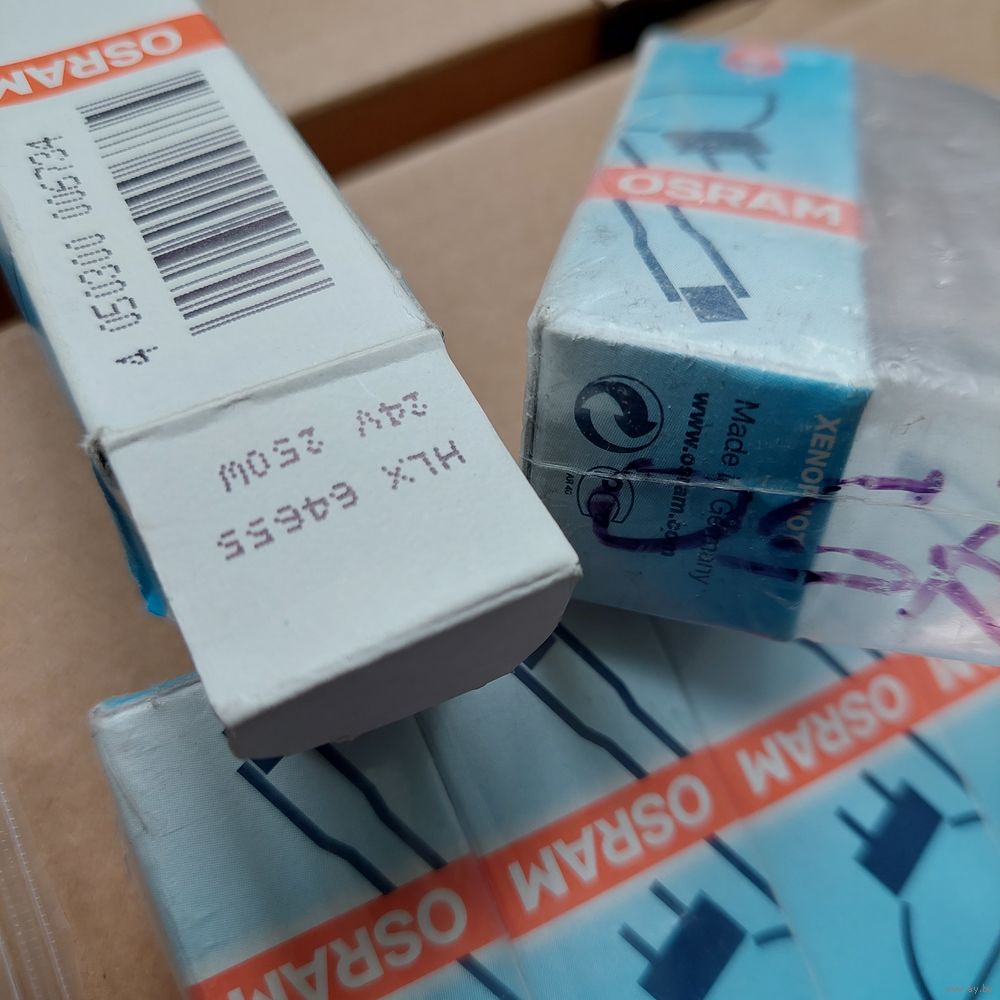 OSRAM
4 050300 006734
HLX 64655
24V 250W
OSRAM
www.osram.com
Made in Germany
XENOPHOT
OSRAM
OSRAM
OSRAM